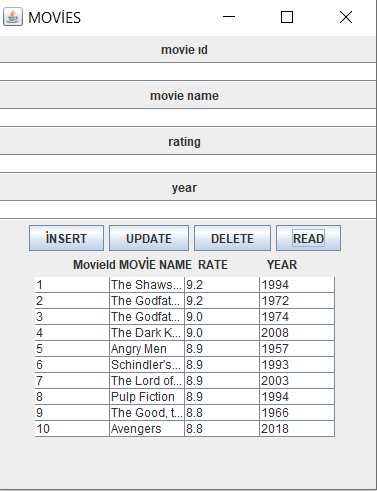 MOVİES
movie ıd
movie name
rating
year
İNSERT UPDATE DELETE READ
MovieId MOVİE NAME RATE YEAR
1 The Shaws... 9.2 1994
2 The Godfat... 9.2 1972
3 The Godfat... 9.0 1974
4 The Dark K... 9.0 2008
5 Angry Men 8.9 1957
6 Schindler's... 8.9 1993
7 The Lord of... 8.9 2003
8 Pulp Fiction 8.9 1994
9 The Good, t... 8.8 1966
10 Avengers 8.8 2018